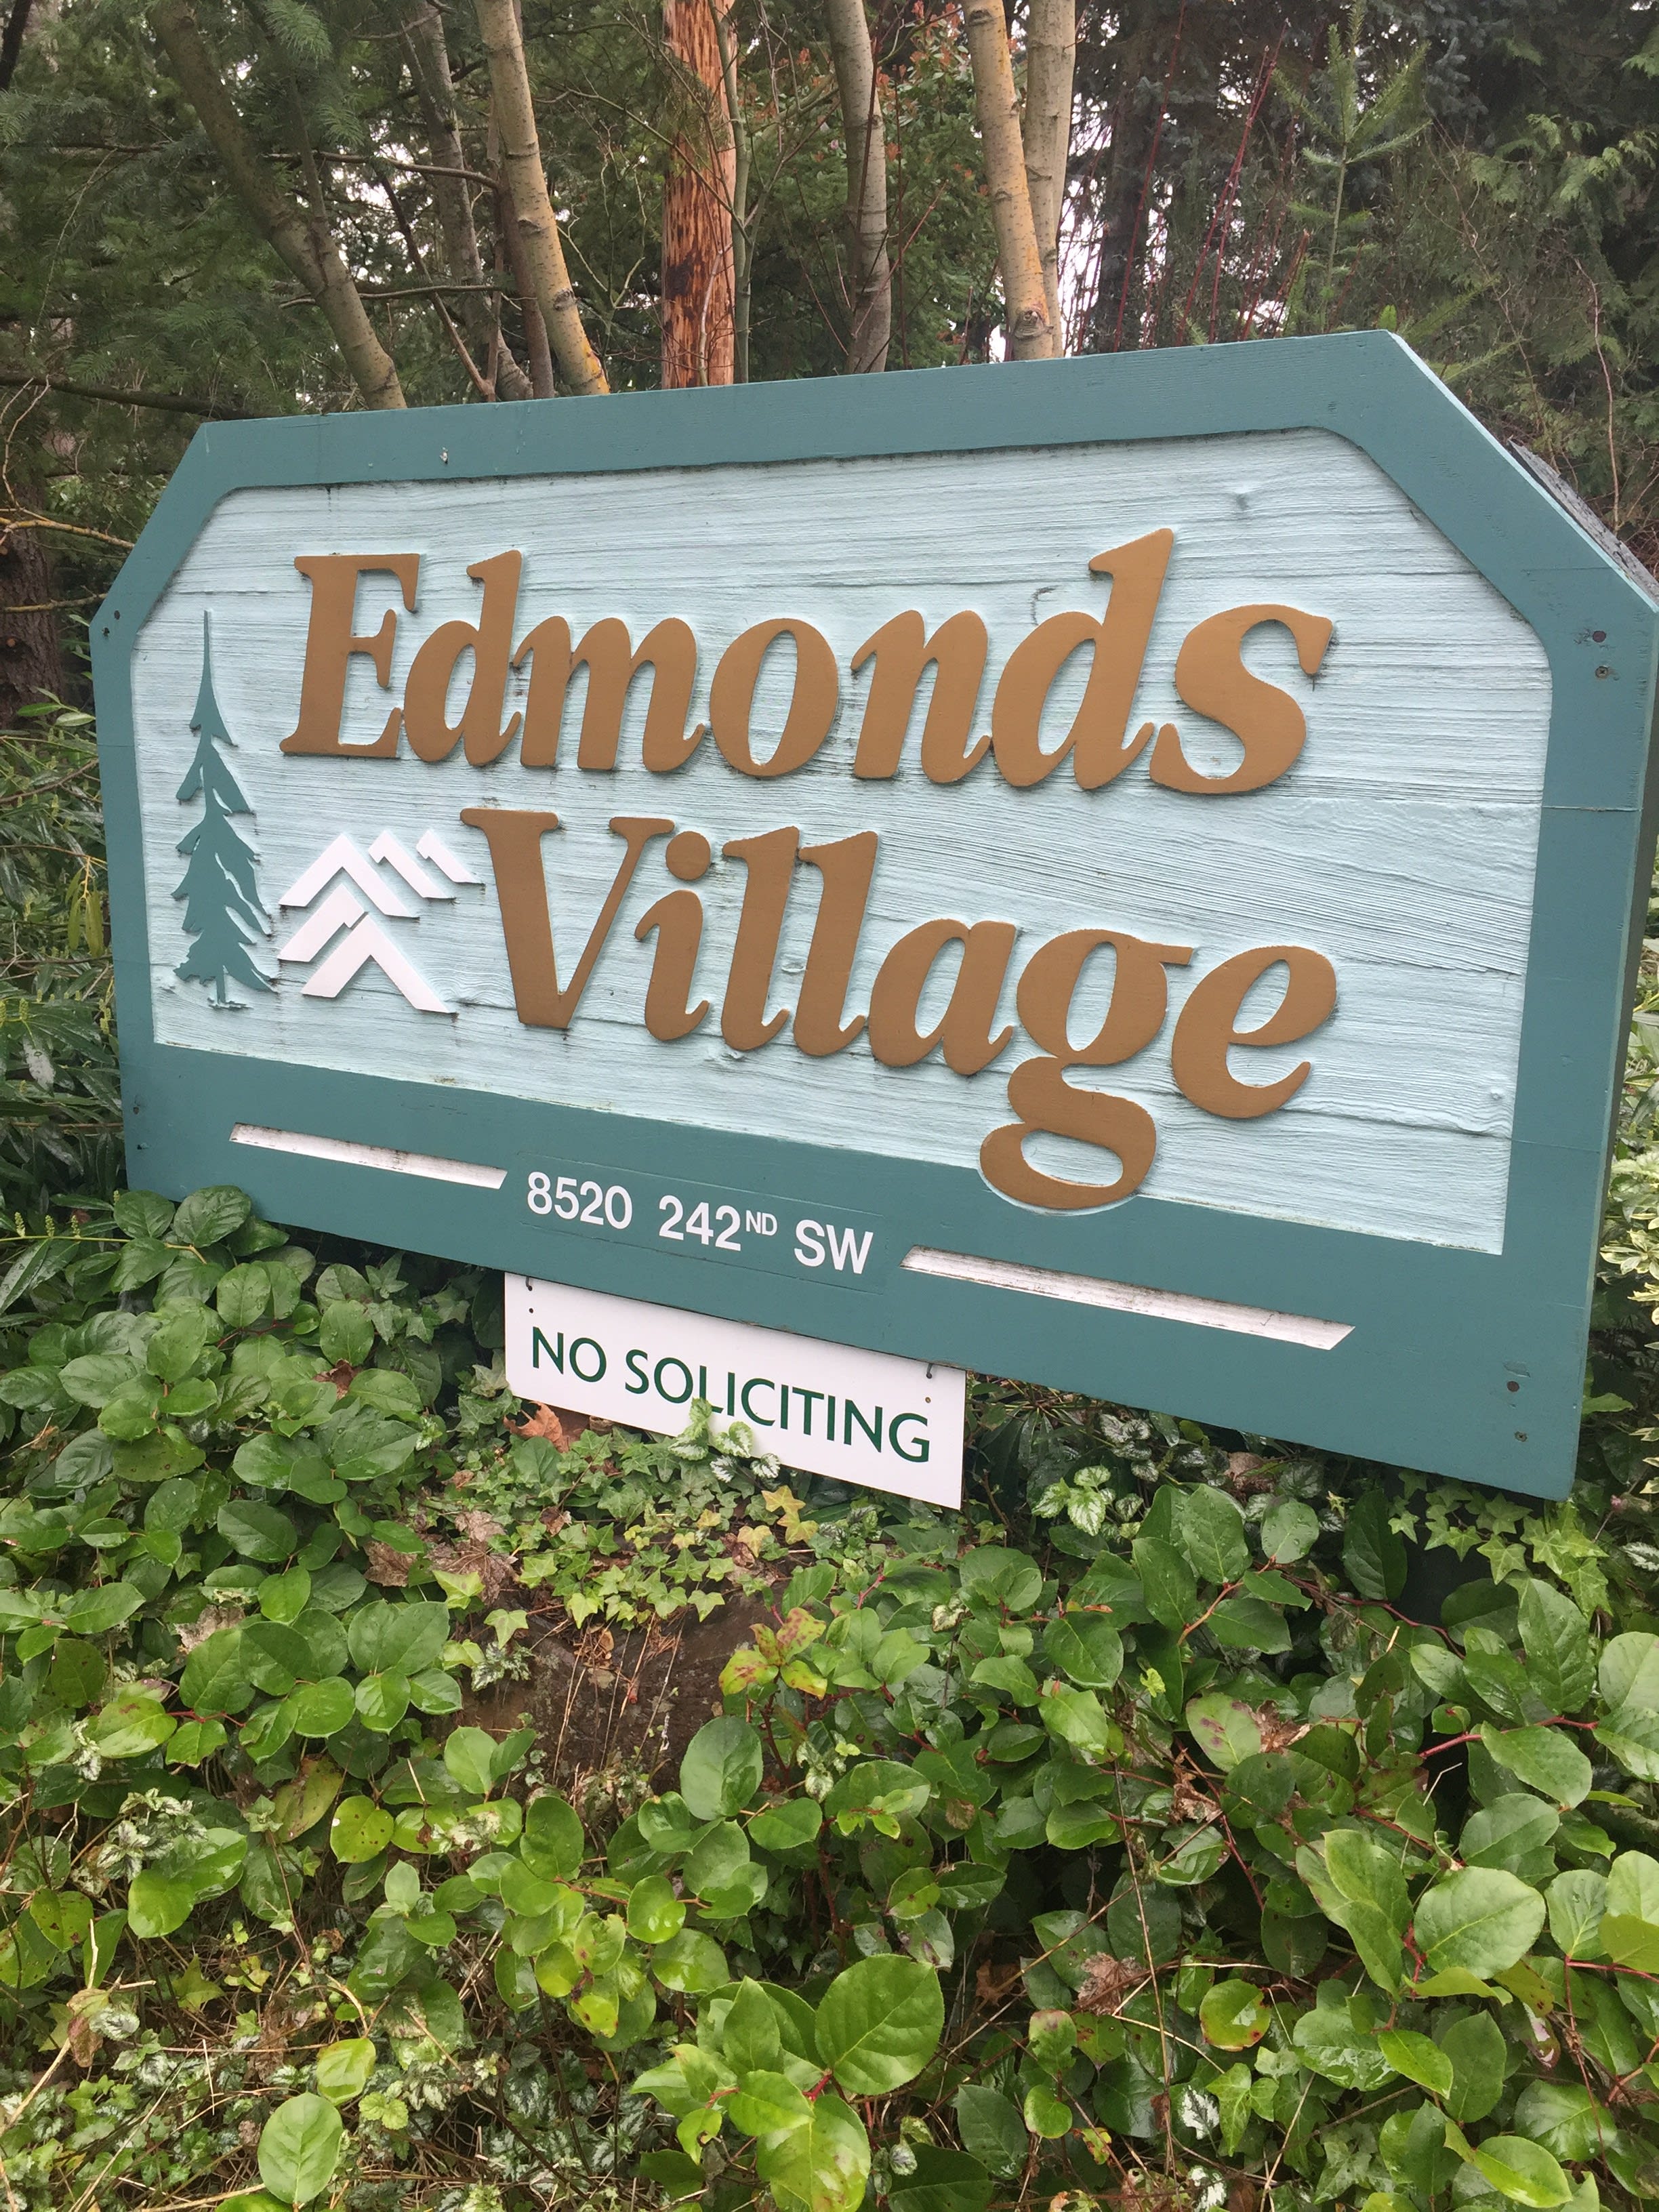 Edmonds
Village
8520 242ND SW
NO SOLICITING